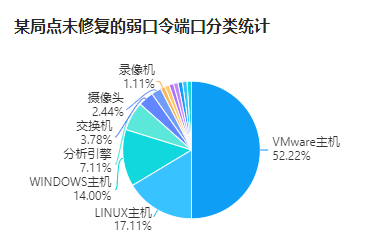 某局点未修复的弱口令端口分类统计
录像机
1.11%
摄像头
2.44%
交换机
3.78%
分析引擎
7.11%
WINDOWS主机
14.00%
LINUX主机
17.11%
VMware主机
52.22%